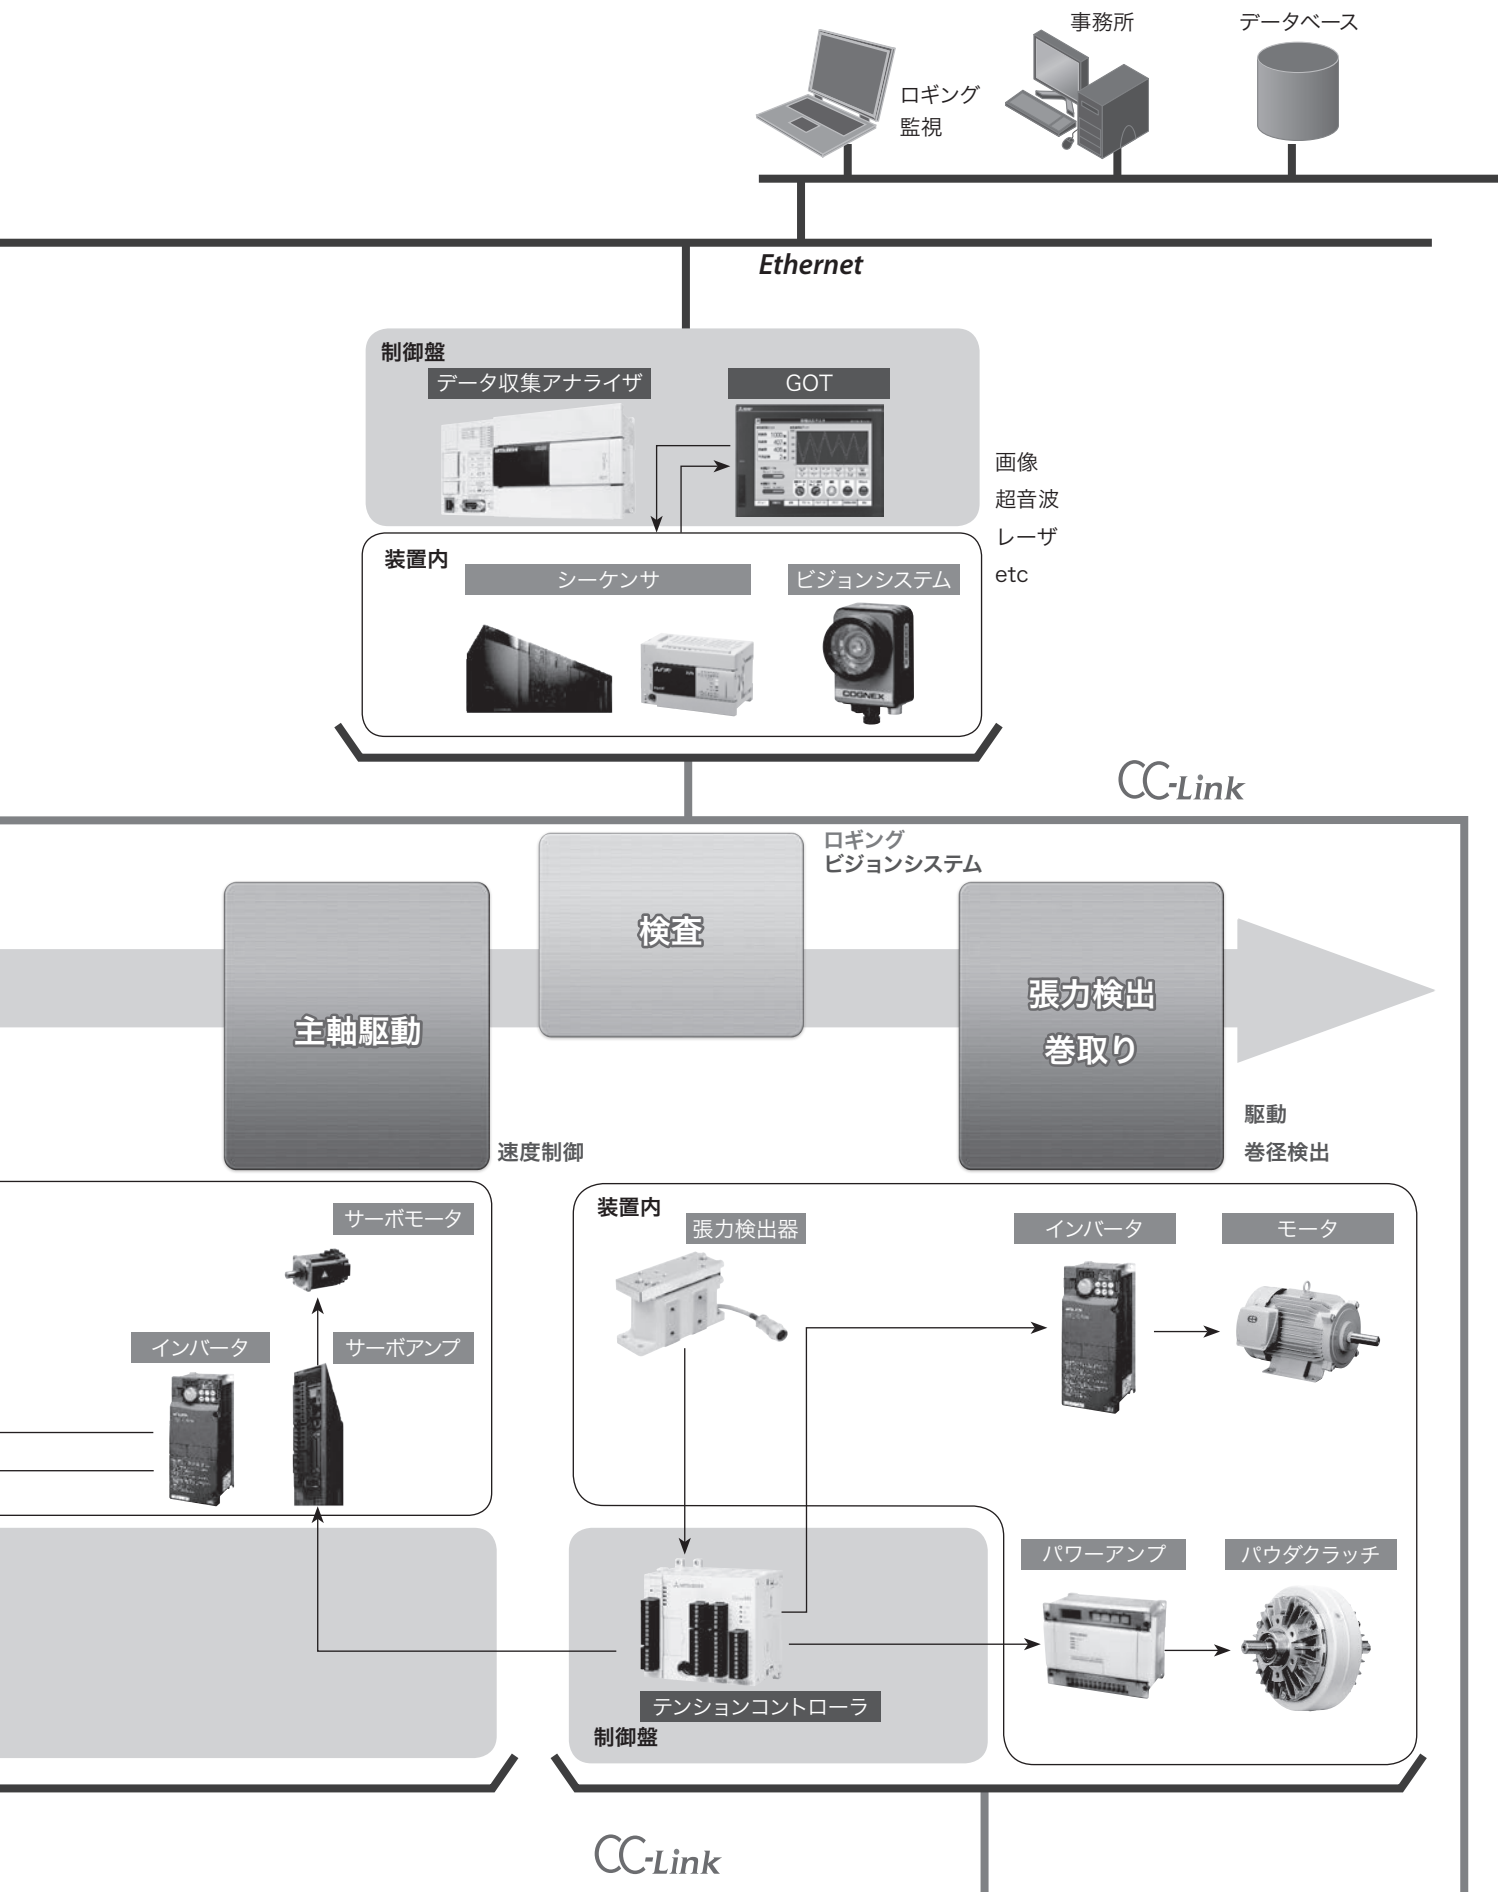 事務所
データベース
ロギング
監視
Ethernet
制御盤
データ収集アナライザ
GOT
画像
超音波
レーザ
etc
装置内
シーケンサ
ビジョンシステム
COGNEX
CC-Link
ロギング
ビジョンシステム
検査
主軸駆動
張力検出
巻取り
速度制御
駆動
巻径検出
サーボモータ
インバータ
サーボアンプ
装置内
張力検出器
インバータ
モータ
パワーアンプ
パウダクラッチ
テンションコントローラ
制御盤
CC-Link